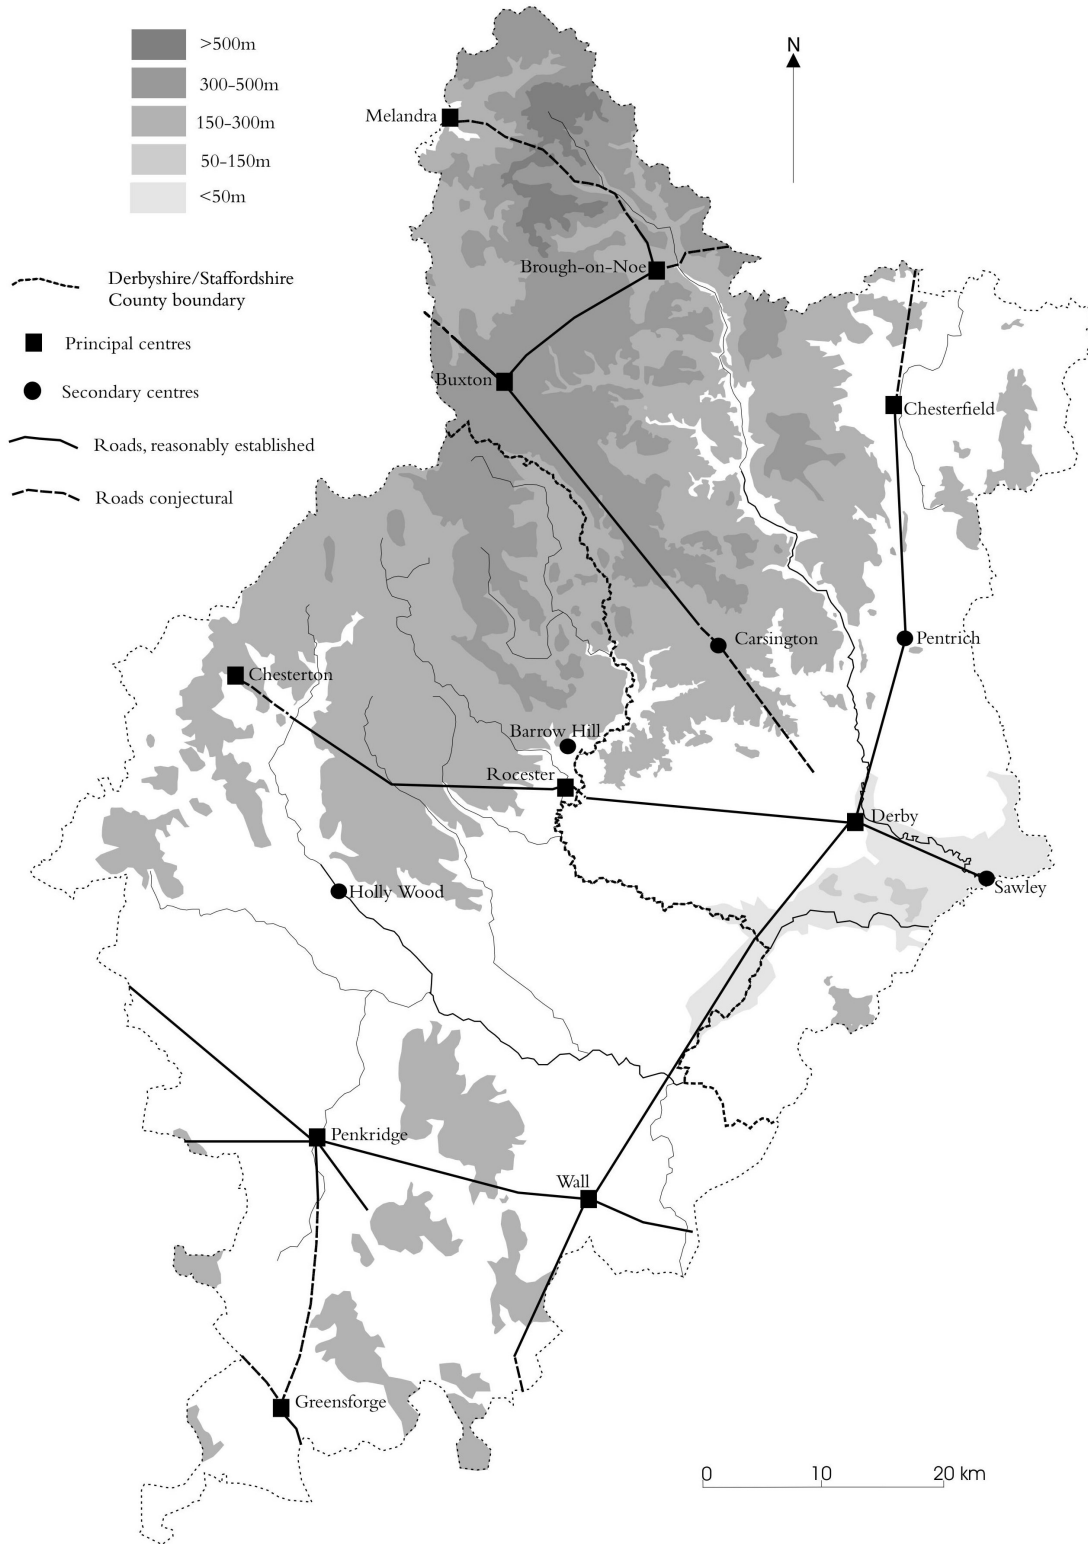 >500m
300-500m
150-300m
50-150m
<50m
N
Derbyshire/Staffordshire
County boundary
Principal centres
Secondary centres
Roads, reasonably established
Roads conjectural
Melandra
Brough-on-Noe
Buxton
Chesterfield
Carsington
Pentrich
Chesterton
Barrow Hill
Rocester
Derby
Sawley
Holly Wood
Penkridge
Wall
Greensforge
0 10 20 km